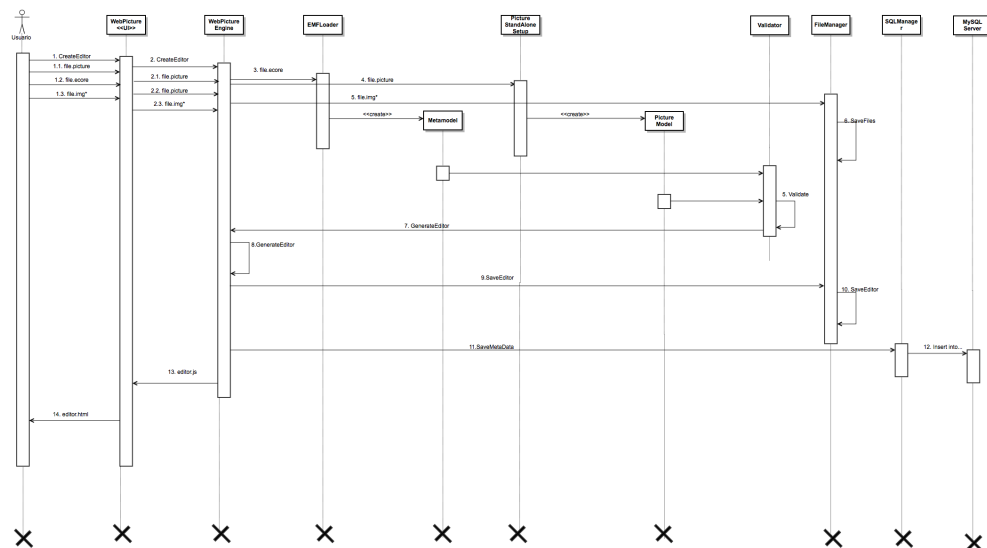 Usuario
WebPicture
<<UI>>
WebPicture
Engine
EMFLoader
Picture
StandAlone
Setup
Validator
FileManager
SQLManage
r
MySQL
Server
1. CreateEditor
1.1. file.picture
1.2. file.ecore
1.3. file.img*
2. CreateEditor
2.1. file.picture
2.2. file.picture
2.3. file.img*
3. file.ecore
4. file.picture
5. file.img*
<<create>>
Metamodel
<<create>>
Picture
Model
6..SaveFiles
5. Validate
7. GenerateEditor
8.GenerateEditor
9.SaveEditor
10. SaveEditor
11.SaveMetaData
12. Insert into...
13. editor.js
14. editor.html